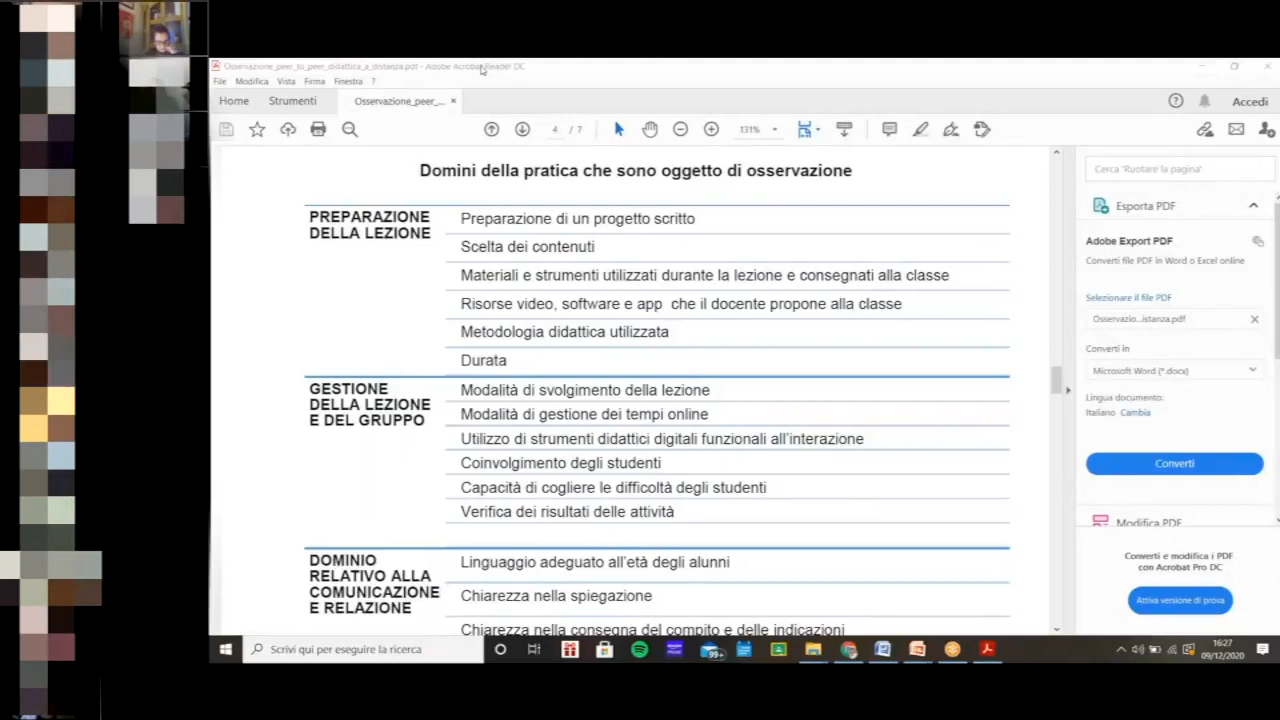 Osservazione_peer_to_peer_didattica_a_distanza.pdf - Adobe Acrobat Reader DC
File Modifica Vista Firma Finestra ?
Home Strumenti Osservazione_peer_... × Accedi
4 / 7 131%
Domini della pratica che sono oggetto di osservazione
PREPARAZIONE DELLA LEZIONE
Preparazione di un progetto scritto
Scelta dei contenuti
Materiali e strumenti utilizzati durante la lezione e consegnati alla classe
Risorse video, software e app che il docente propone alla classe
Metodologia didattica utilizzata
Durata
GESTIONE DELLA LEZIONE E DEL GRUPPO
Modalità di svolgimento della lezione
Modalità di gestione dei tempi online
Utilizzo di strumenti didattici digitali funzionali all'interazione
Coinvolgimento degli studenti
Capacità di cogliere le difficoltà degli studenti
Verifica dei risultati delle attività
DOMINIO RELATIVO ALLA COMUNICAZIONE E RELAZIONE
Linguaggio adeguato all'età degli alunni
Chiarezza nella spiegazione
Chiarezza nella consegna del compito e delle indicazioni
Cerca 'Ruotare la pagina'
Esporta PDF
Adobe Export PDF
Converti file PDF in Word o Excel online
Selezionare il file PDF
Osservazio...istanza.pdf
Converti in
Microsoft Word (*.docx)
Lingua documento:
Italiano Cambia
Converti
Modifica PDF
Converti e modifica i PDF
con Acrobat Pro DC
Attiva versione di prova
Scrivi qui per eseguire la ricerca
99+
16:27
09/12/2020